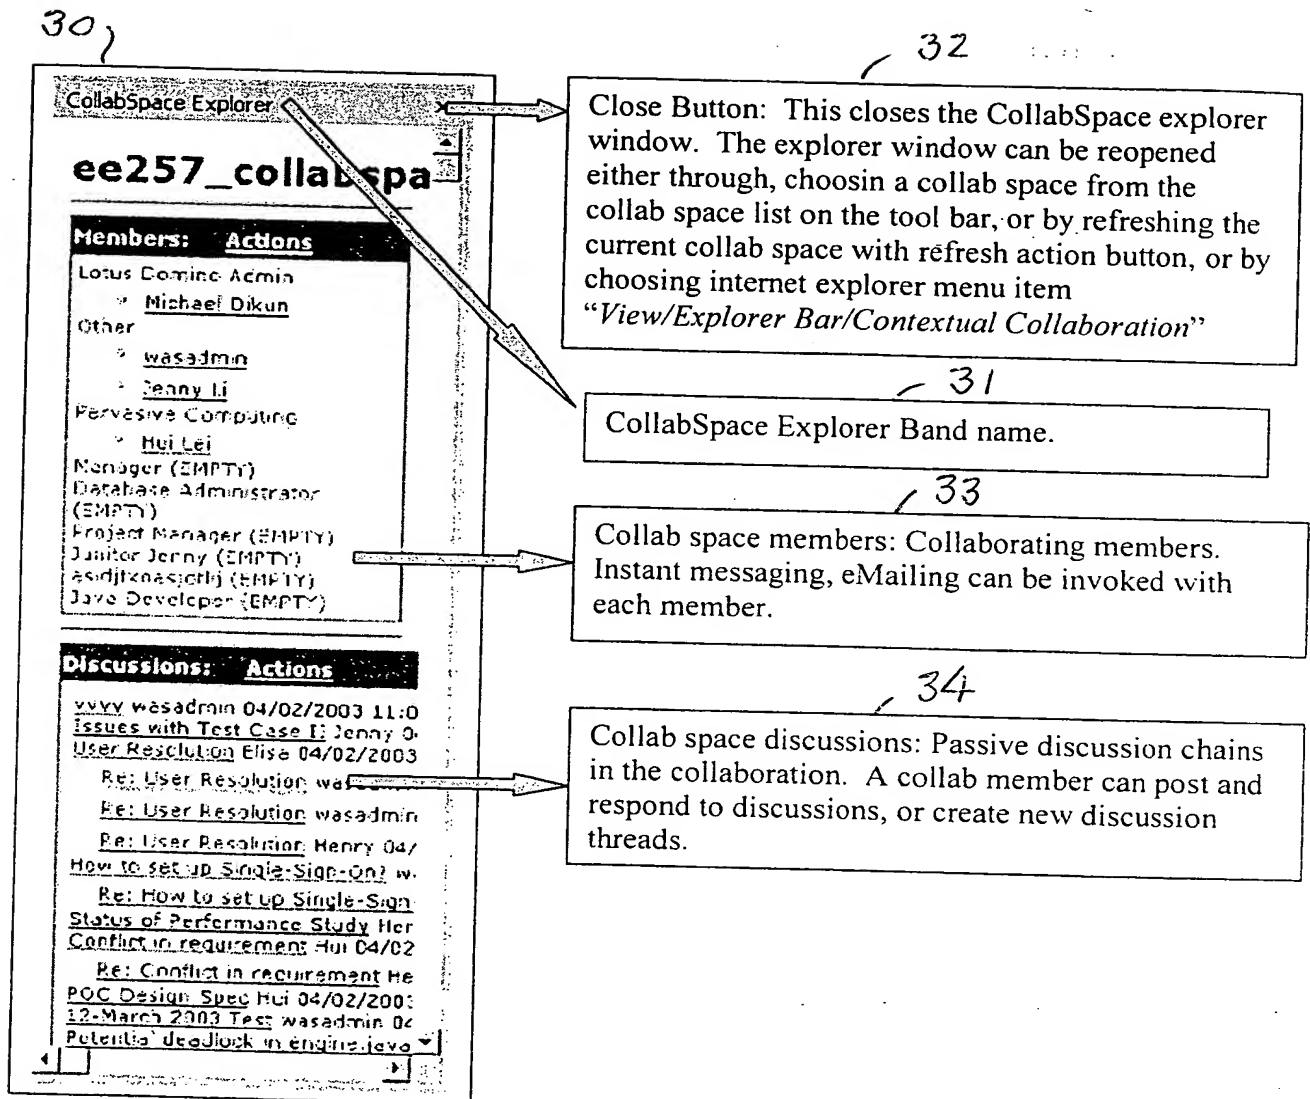 30
CollabSpace Explorer
ee257_collabspa
Members: Actions
Lotus Domino Admin
Michael Dikun
Other
wasadmin
Jenny Li
Pervasive Computing
Hui Lei
Manager (EMPTY)
Database Administrator
(EMPTY)
Project Manager (EMPTY)
Janitor Jenny (EMPTY)
(EMPTY)
Java Developer (EMPTY)
Discussions: Actions
vvvv wasadmin 04/02/2003 11:0
Issues with Test Case Jenny 0
User Resolution Elisa 04/02/2003
Re: User Resolution was
Re: User Resolution wasadmin
Re: User Resolution Henry 04/
How to set up Single-Sign-On? w
Re: How to set up Single-Sign
Status of Performance Study Her
Conflict in requirement Hui 04/02
Re: Conflict in requirement He
POC Design Spec Hui 04/02/200
12-March 2003 Test wasadmin 04
Potential deadlock in engine.java
32
Close Button: This closes the CollabSpace explorer
window. The explorer window can be reopened
either through, choosin a collab space from the
collab space list on the tool bar, or by refreshing the
current collab space with refresh action button, or by
choosing internet explorer menu item
“View/Explorer Bar/Contextual Collaboration”
31
CollabSpace Explorer Band name.
33
Collab space members: Collaborating members.
Instant messaging, eMailing can be invoked with
each member.
34
Collab space discussions: Passive discussion chains
in the collaboration. A collab member can post and
respond to discussions, or create new discussion
threads.